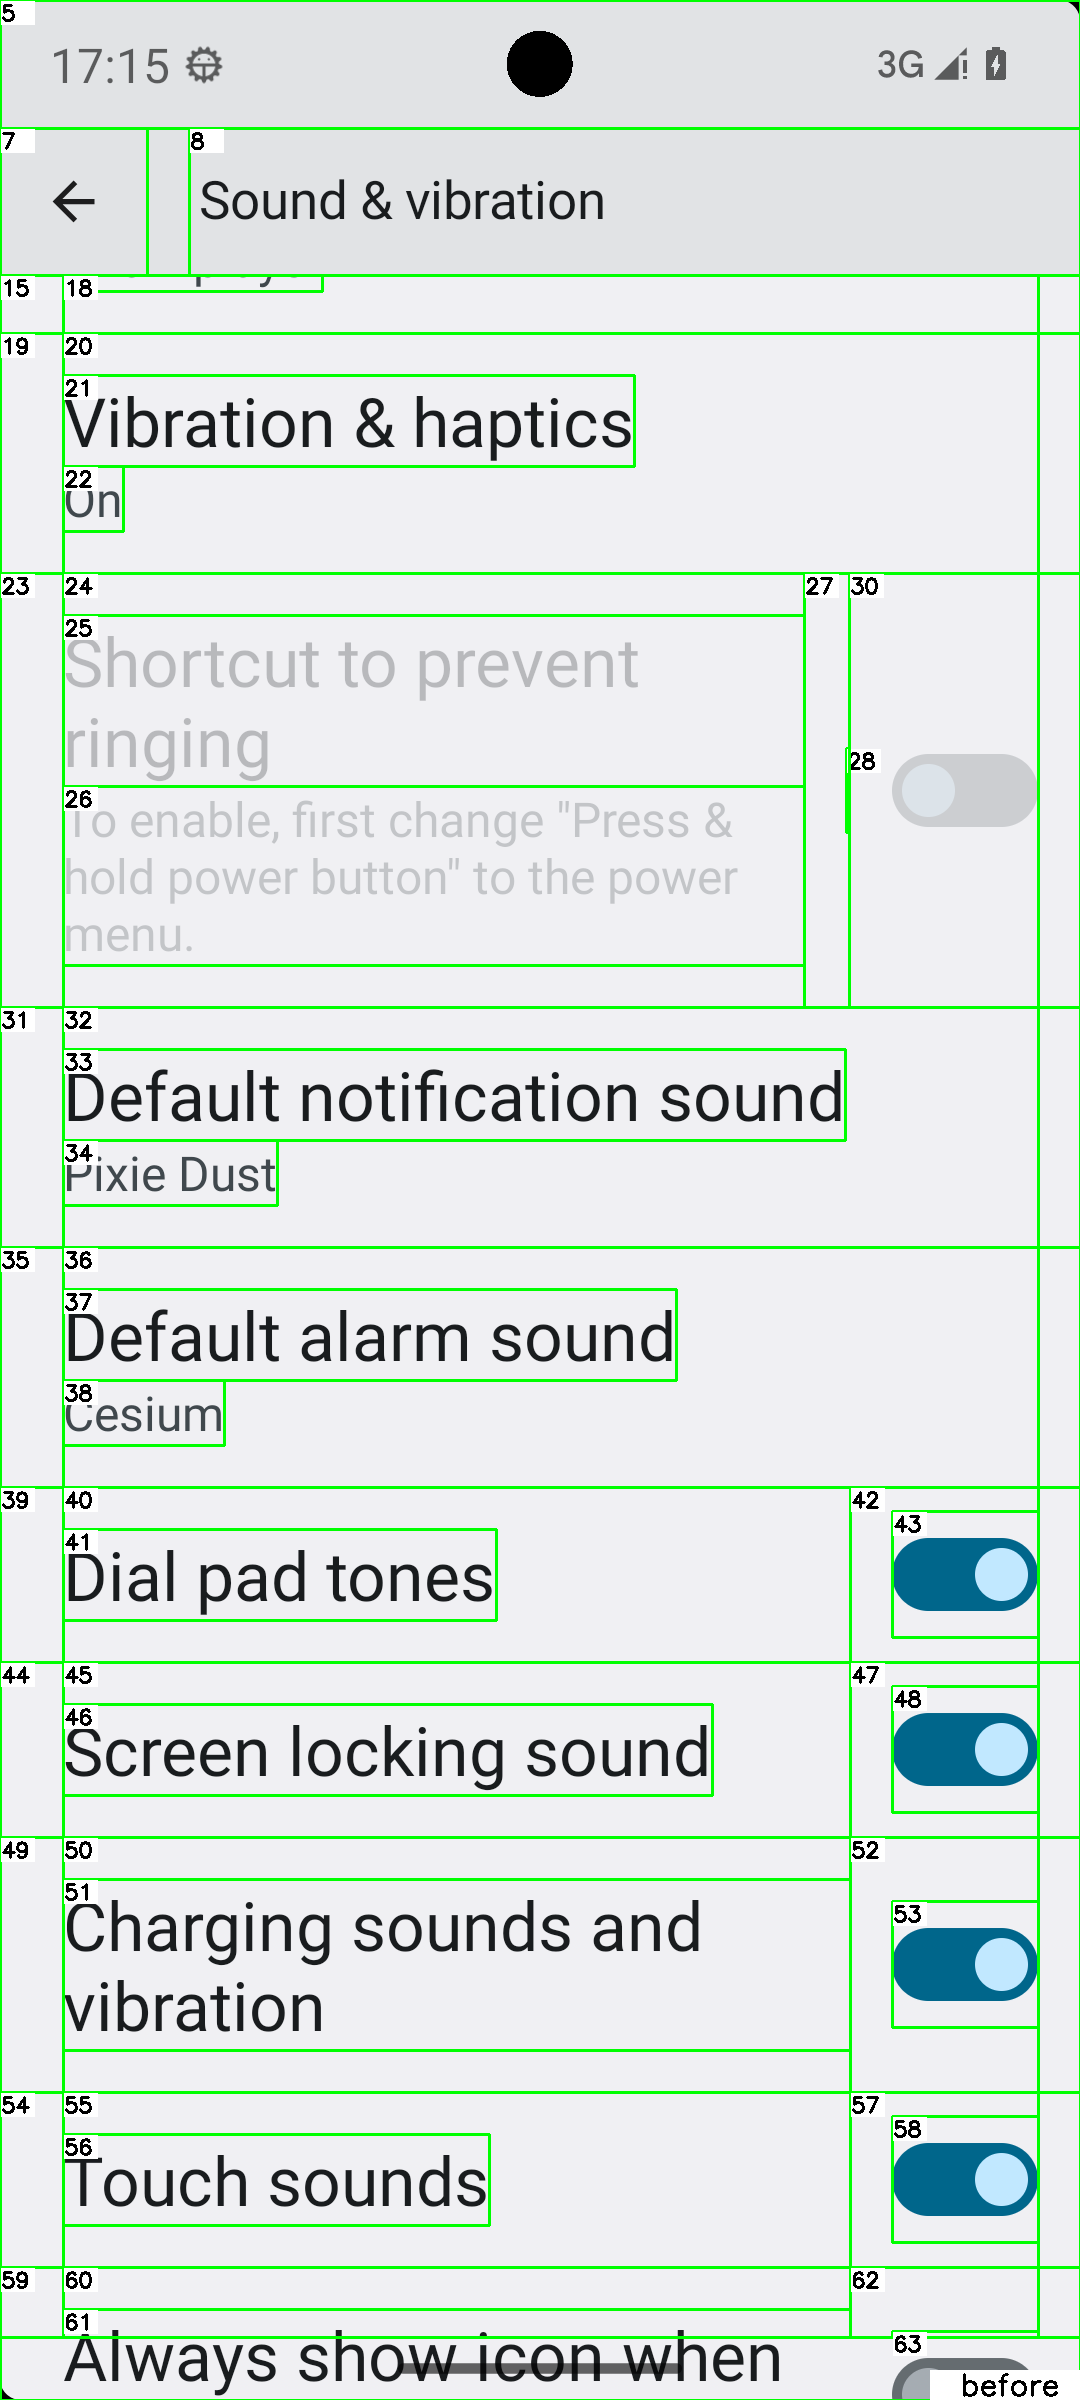 5
17:15
3G
7
8
Sound & vibration
15
18
19
20
21
Vibration & haptics
22
On
23
24
27
30
25
Shortcut to prevent
ringing
28
26
To enable, first change "Press &
hold power button" to the power
menu.
31
32
33
Default notification sound
34
Pixie Dust
35
36
37
Default alarm sound
38
Cesium
39
40
42
43
41
Dial pad tones
44
45
47
48
46
Screen locking sound
49
50
52
51
53
Charging sounds and
vibration
54
55
57
58
56
Touch sounds
59
60
62
61
63
Always show icon when
before